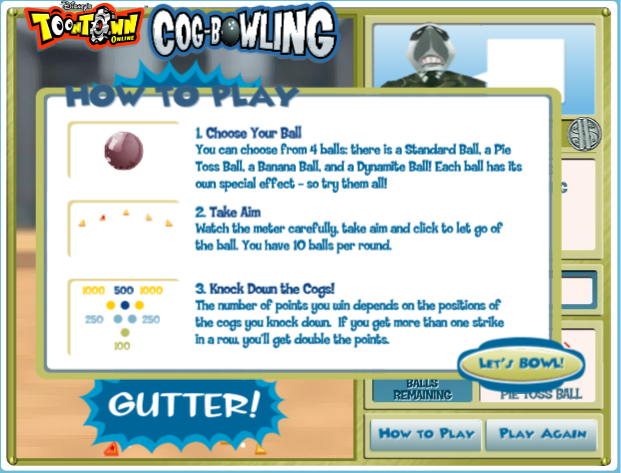 Disney's
TOONTOWN
ONLINE
COG-BOWLING
HOW TO PLAY
1. Choose Your Ball
You can choose from 4 balls: there is a Standard Ball, a Pie
Toss Ball, a Banana Ball, and a Dynamite Ball! Each ball has its
own special effect - so try them all!
2. Take Aim
Watch the meter carefully, take aim and click to let go of
the ball. You have 10 balls per round.
1000 500 1000
250 250
100
3. Knock Down the Cogs!
The number of points you win depends on the positions of
the cogs you knock down. If you get more than one strike
in a row, you'll get double the points.
LET'S BOWL!
BALLS
REMAINING
PIE TOSS BALL
GUTTER!
HOW TO PLAY
PLAY AGAIN